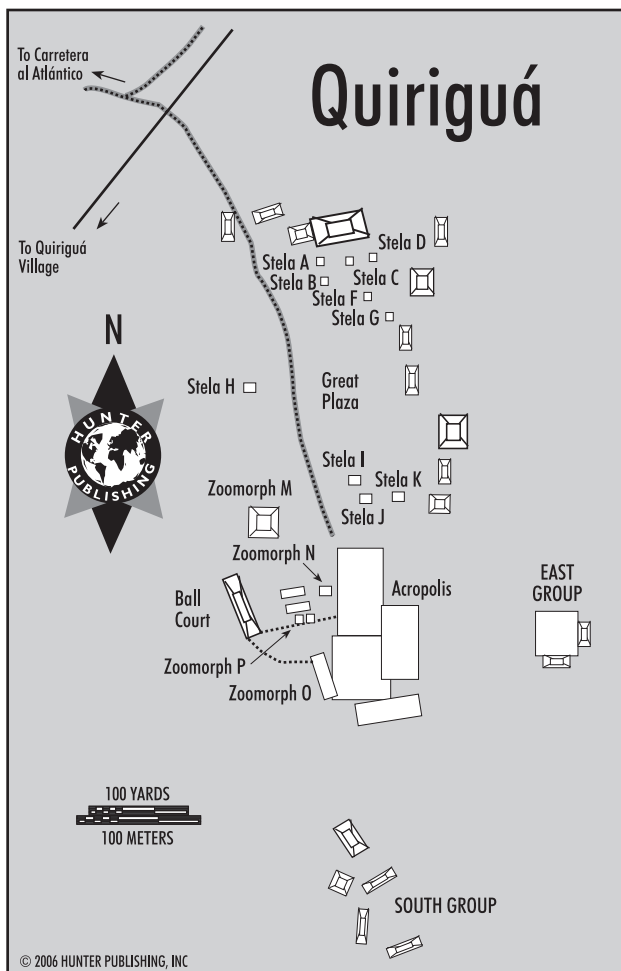 To Carretera
al Atlántico
Quiriguá
To Quiriguá
Village
Stela D
Stela A
Stela C
Stela B
Stela F
Stela G
N
HUNTER
PUBLISHING
Great
Plaza
Stela H
Stela I
Stela K
Zoomorph M
Stela J
Zoomorph N
Acropolis
EAST
GROUP
Ball
Court
Zoomorph P
Zoomorph O
100 YARDS
100 METERS
SOUTH GROUP
© 2006 HUNTER PUBLISHING, INC